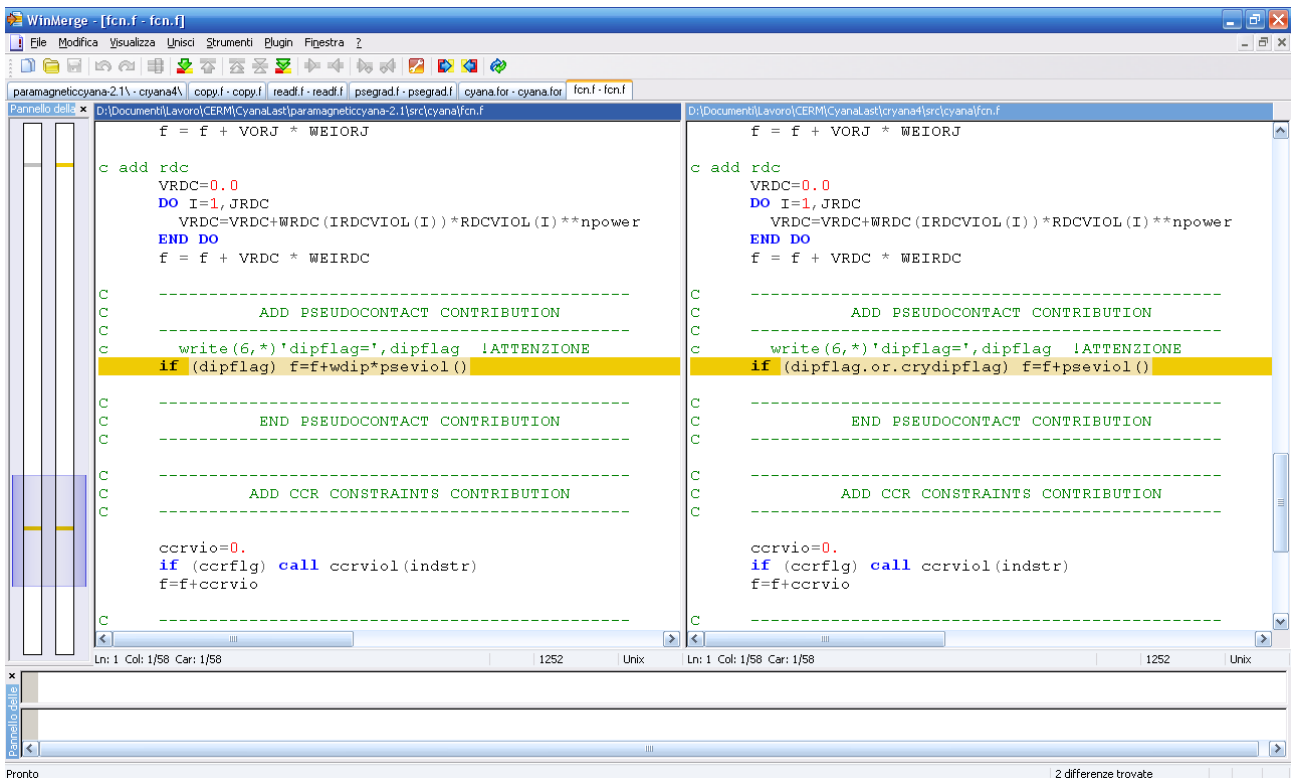 WinMerge - [fcn.f - fcn.f]
File Modifica Visualizza Unisci Strumenti Plugin Finestra ?
paramagneticcyana-2.1\ - cryana4\ copy.f - copy.f readf.f - readf.f psegrad.f - psegrad.f cyana.for - cyana.for fcn.f - fcn.f
Pannello della
D:\Documenti\Lavoro\CERM\CyanaLast\paramagneticcyana-2.1\src\cyana\fcn.f
f = f + VORJ * WEIORJ
c add rdc
VRDC=0.0
DO I=1,JRDC
VRDC=VRDC+WRDC(IRDCVIOL(I))*RDCVIOL(I)**npower
END DO
f = f + VRDC * WEIRDC
C -----------------------------------------------
C ADD PSEUDOCONTACT CONTRIBUTION
C -----------------------------------------------
c write(6,*)'dipflag=',dipflag !ATTENZIONE
if (dipflag) f=f+wdip*pseviol()
C -----------------------------------------------
C END PSEUDOCONTACT CONTRIBUTION
C -----------------------------------------------
C -----------------------------------------------
C ADD CCR CONSTRAINTS CONTRIBUTION
C -----------------------------------------------
ccrvio=0.
if (ccrflg) call ccrviol(indstr)
f=f+ccrvio
C -----------------------------------------------
Ln: 1 Col: 1/58 Car: 1/58 1252 Unix
D:\Documenti\Lavoro\CERM\CyanaLast\cryana4\src\cyana\fcn.f
f = f + VORJ * WEIORJ
c add rdc
VRDC=0.0
DO I=1,JRDC
VRDC=VRDC+WRDC(IRDCVIOL(I))*RDCVIOL(I)**npower
END DO
f = f + VRDC * WEIRDC
C -----------------------------------------------
C ADD PSEUDOCONTACT CONTRIBUTION
C -----------------------------------------------
c write(6,*)'dipflag=',dipflag !ATTENZIONE
if (dipflag.or.crydipflag) f=f+pseviol()
C -----------------------------------------------
C END PSEUDOCONTACT CONTRIBUTION
C -----------------------------------------------
C -----------------------------------------------
C ADD CCR CONSTRAINTS CONTRIBUTION
C -----------------------------------------------
ccrvio=0.
if (ccrflg) call ccrviol(indstr)
f=f+ccrvio
C -----------------------------------------------
Ln: 1 Col: 1/58 Car: 1/58 1252 Unix
Pannello delle
Pronto 2 differenze trovate